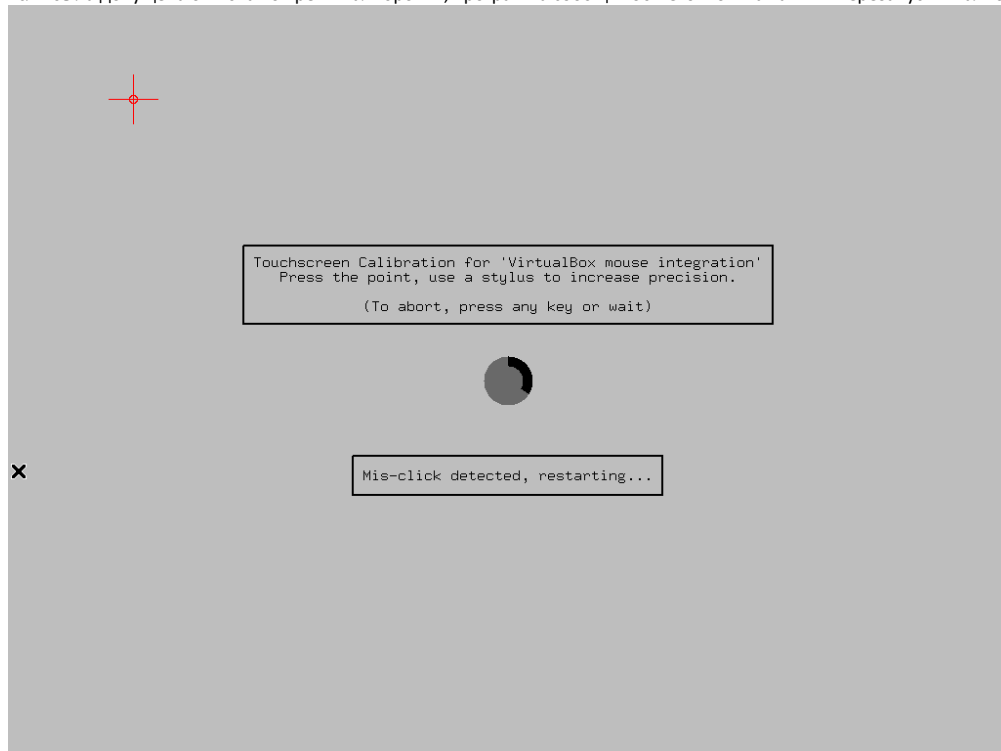 Touchscreen Calibration for 'VirtualBox mouse integration'
Press the point, use a stylus to increase precision.
(To abort, press any key or wait)
Mis-click detected, restarting...